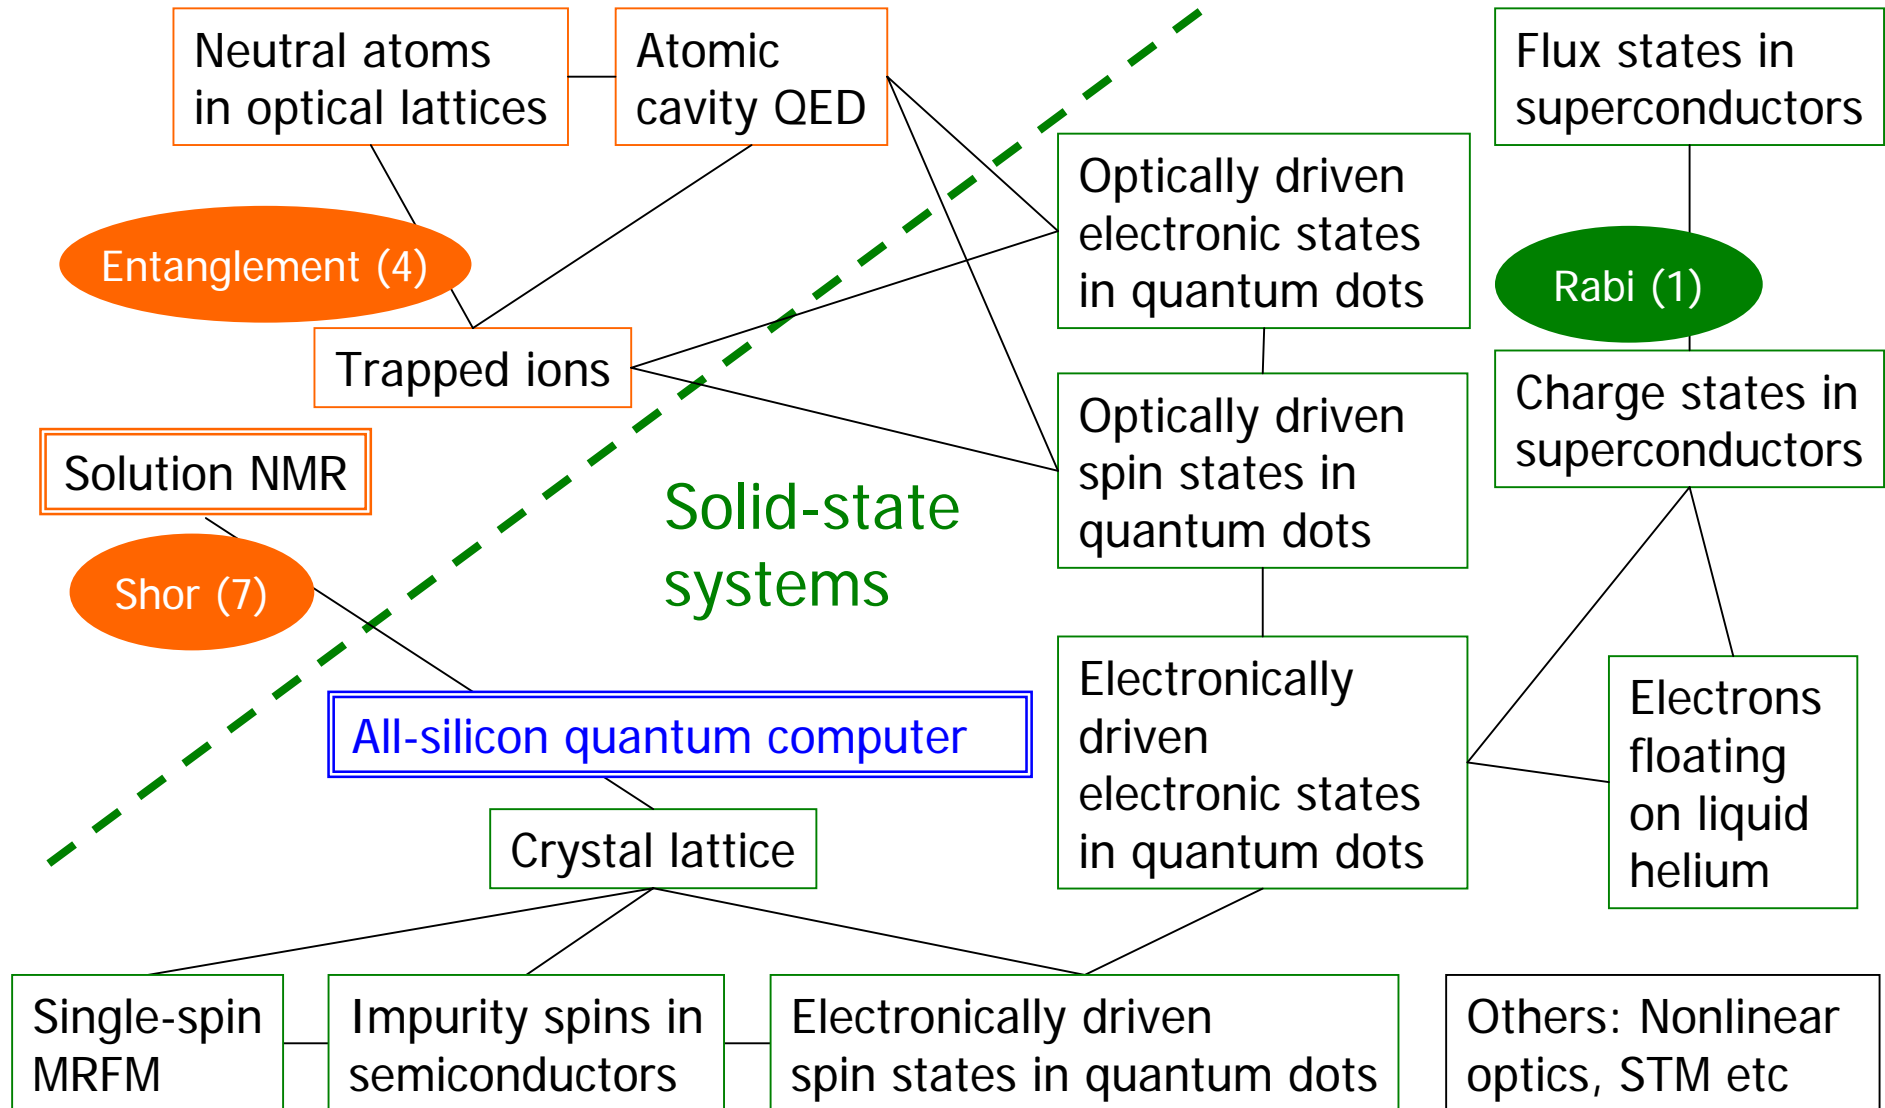 Neutral atoms
in optical lattices
Atomic
cavity QED
Flux states in
superconductors
Optically driven
electronic states
in quantum dots
Entanglement (4)
Rabi (1)
Trapped ions
Charge states in
superconductors
Optically driven
spin states in
quantum dots
Solution NMR
Solid-state
systems
Shor (7)
Electronically
driven
electronic states
in quantum dots
Electrons
floating
on liquid
helium
All-silicon quantum computer
Crystal lattice
Single-spin
MRFM
Impurity spins in
semiconductors
Electronically driven
spin states in quantum dots
Others: Nonlinear
optics, STM etc